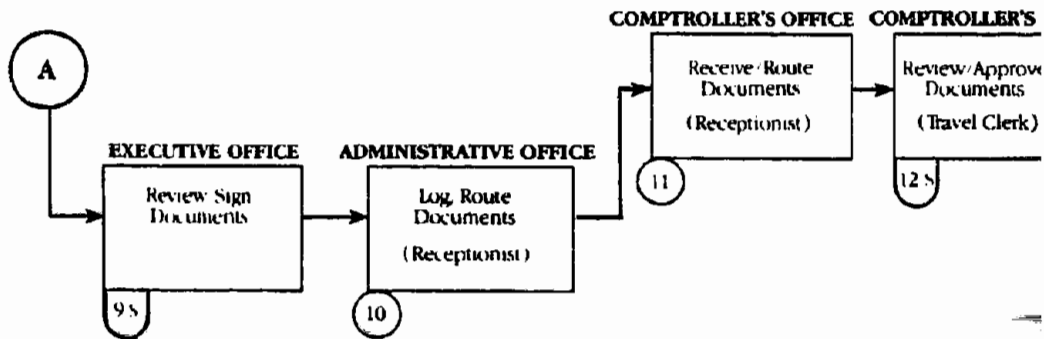 A
EXECUTIVE OFFICE
Review Sign
Documents
9 S
ADMINISTRATIVE OFFICE
Log, Route
Documents
(Receptionist)
10
COMPTROLLER'S OFFICE
Receive/Route
Documents
(Receptionist)
11
COMPTROLLER'S
Review/Approve
Documents
(Travel Clerk)
12 S